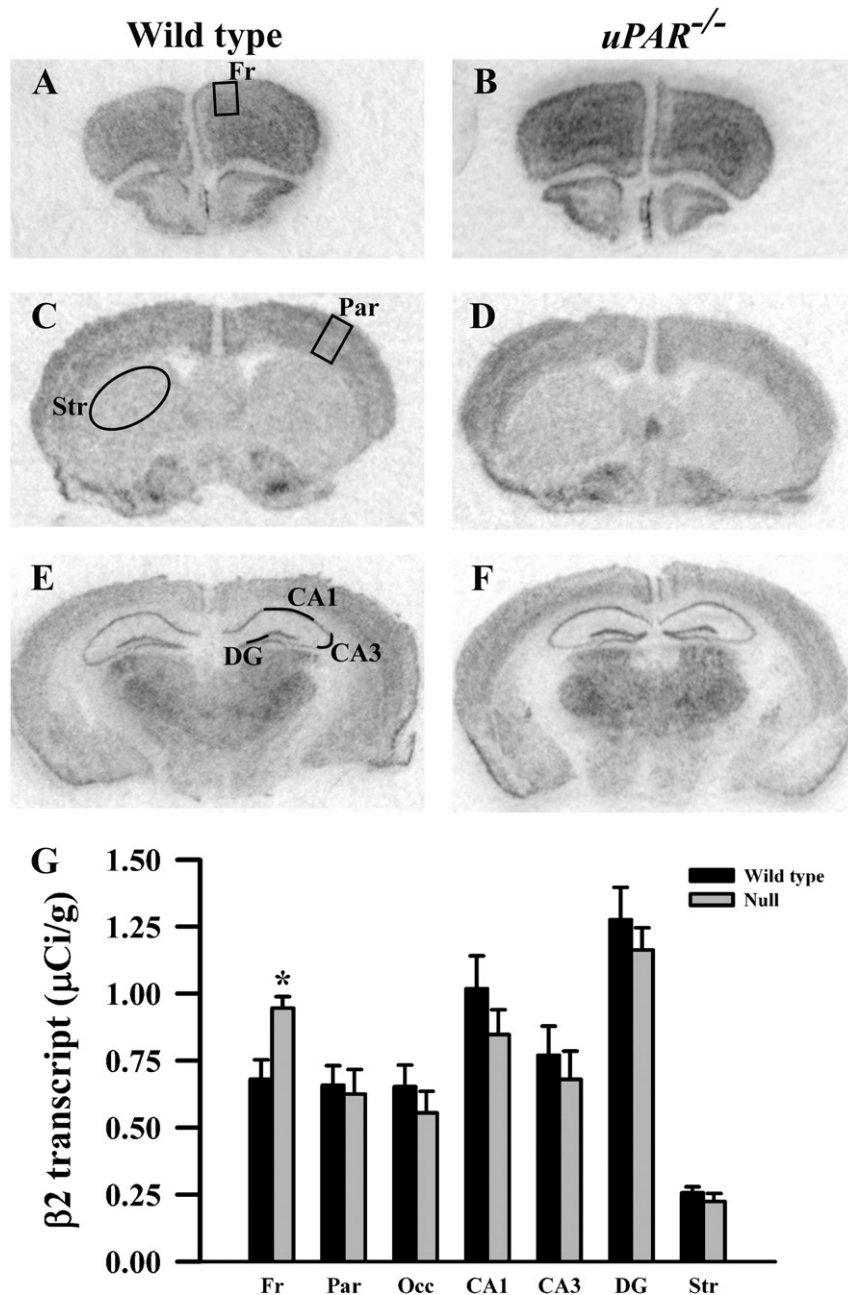 Wild type
uPAR-/-
A
Fr
B
C
Par
Str
D
E
CA1
DG
CA3
F
G
β2 transcript (µCi/g)
1.50
1.25
1.00
0.75
0.50
0.25
0.00
Wild type
Null
*
Fr Par Occ CA1 CA3 DG Str